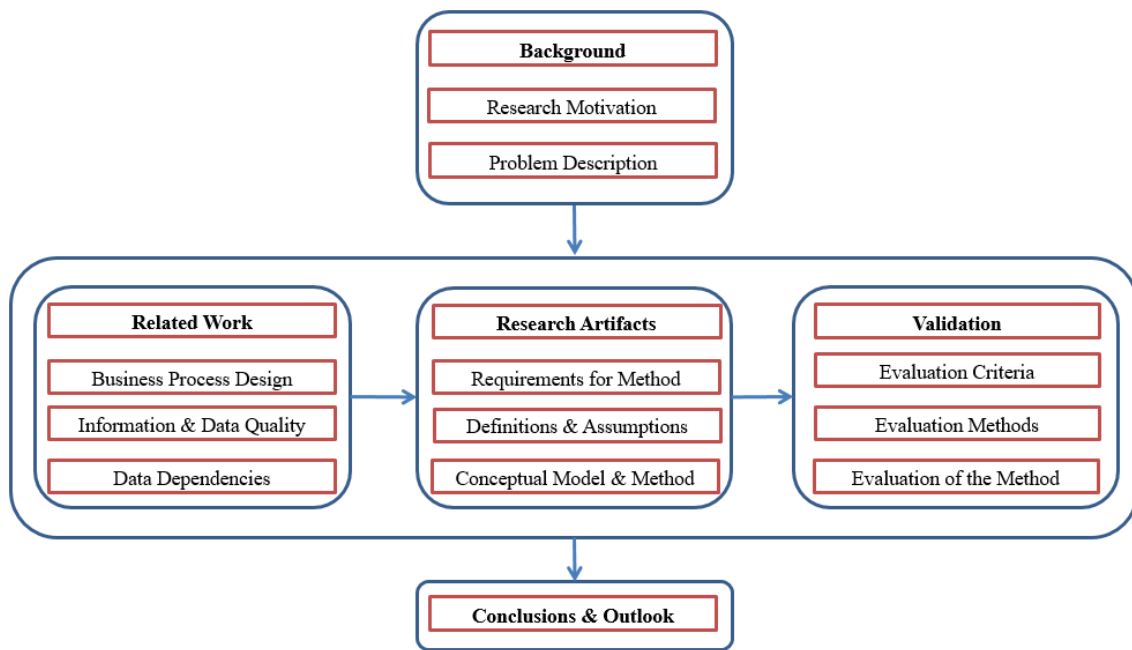 Background
Research Motivation
Problem Description
Related Work
Business Process Design
Information & Data Quality
Data Dependencies
Research Artifacts
Requirements for Method
Definitions & Assumptions
Conceptual Model & Method
Validation
Evaluation Criteria
Evaluation Methods
Evaluation of the Method
Conclusions & Outlook